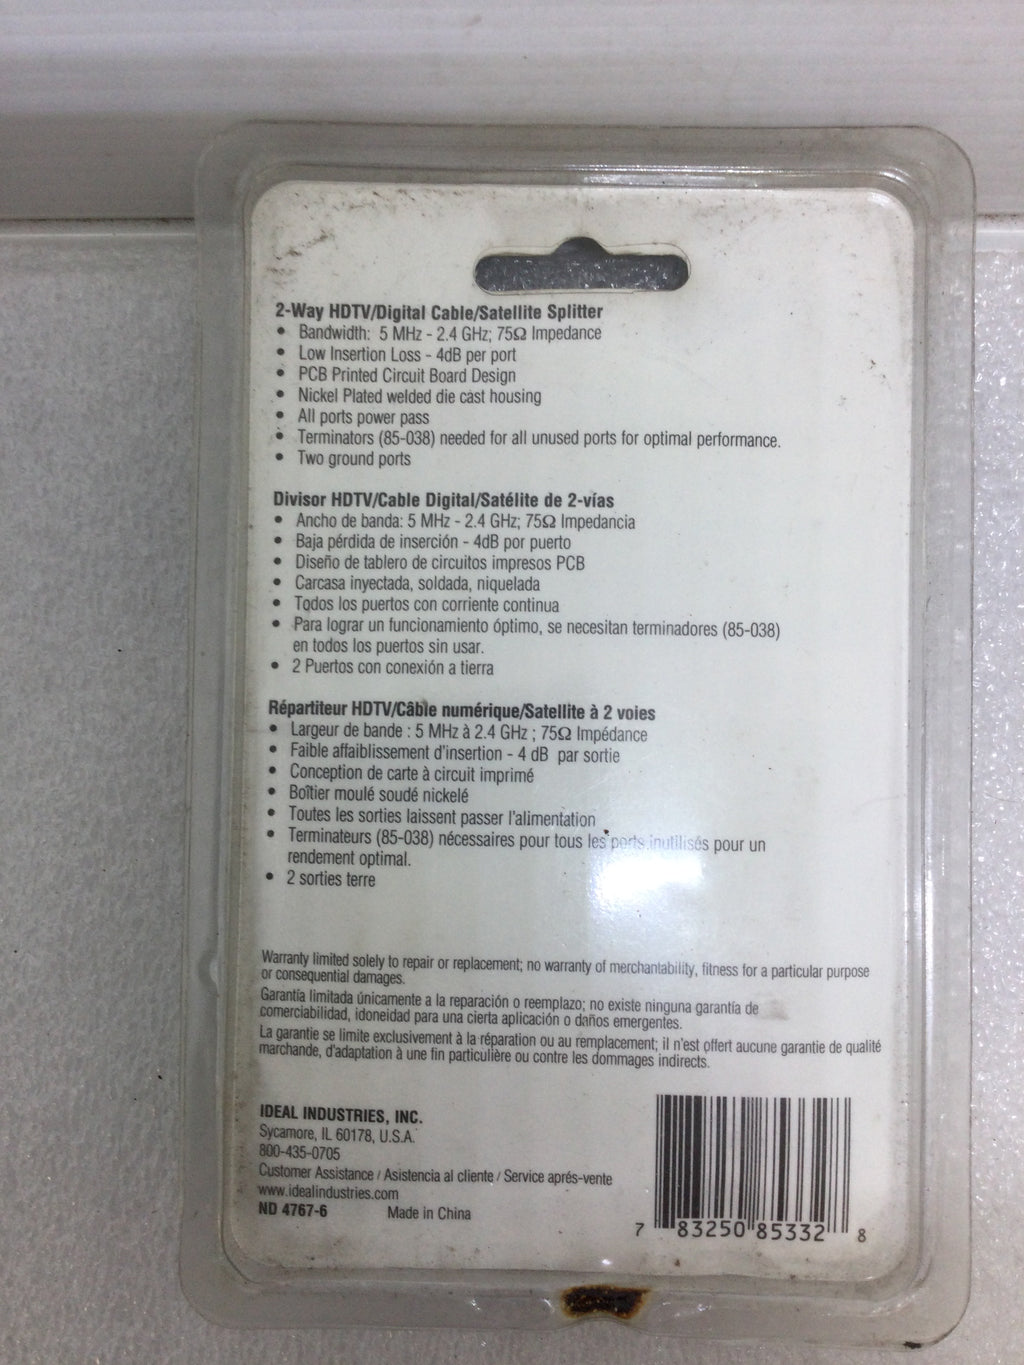 2-Way HDTV/Digital Cable/Satellite Splitter
• Bandwidth: 5 MHz - 2.4 GHz; 75Ω Impedance
• Low Insertion Loss - 4dB per port
• PCB Printed Circuit Board Design
• Nickel Plated welded die cast housing
• All ports power pass
• Terminators (85-038) needed for all unused ports for optimal performance.
• Two ground ports
Divisor HDTV/Cable Digital/Satélite de 2-vías
• Ancho de banda: 5 MHz - 2.4 GHz; 75Ω Impedancia
• Baja pérdida de inserción - 4dB por puerto
• Diseño de tablero de circuitos impresos PCB
• Carcasa inyectada, soldada, niquelada
• Todos los puertos con corriente continua
• Para lograr un funcionamiento óptimo, se necesitan terminadores (85-038)
en todos los puertos sin usar.
• 2 Puertos con conexión a tierra
Répartiteur HDTV/Câble numérique/Satellite à 2 voies
• Largeur de bande : 5 MHz à 2.4 GHz ; 75Ω Impédance
• Faible affaiblissement d'insertion - 4 dB par sortie
• Conception de carte à circuit imprimé
• Boîtier moulé soudé nickelé
• Toutes les sorties laissent passer l'alimentation
• Terminateurs (85-038) nécessaires pour tous les ports inutilisés pour un
rendement optimal.
• 2 sorties terre
Warranty limited solely to repair or replacement; no warranty of merchantability, fitness for a particular purpose
or consequential damages.
Garantía limitada únicamente a la reparación o reemplazo; no existe ninguna garantía de
comerciabilidad, idoneidad para una cierta aplicación o daños emergentes.
La garantie se limite exclusivement à la réparation ou au remplacement; il n'est offert aucune garantie de qualité
marchande, d'adaptation à une fin particulière ou contre les dommages indirects.
IDEAL INDUSTRIES, INC.
Sycamore, IL 60178, U.S.A.
800-435-0705
Customer Assistance / Asistencia al cliente / Service aprés-vente
www.idealindustries.com
ND 4767-6 Made in China
7 83250 85332 8